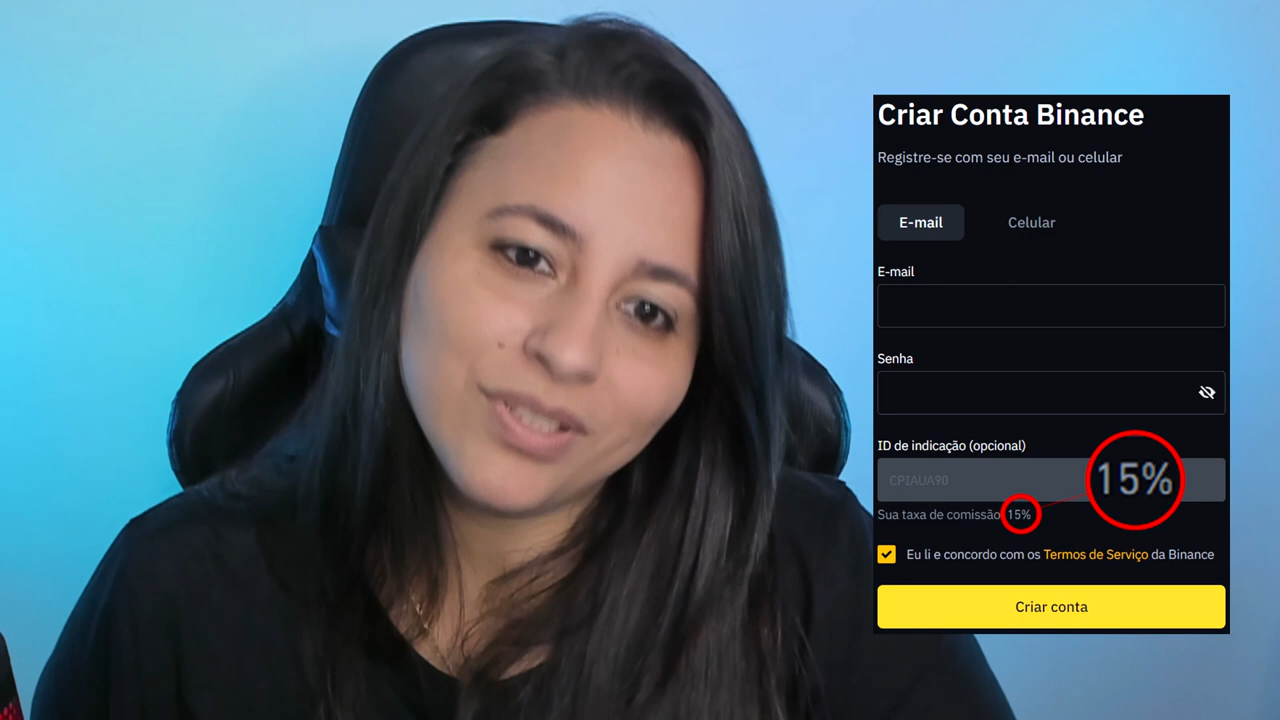 Criar Conta Binance
Registre-se com seu e-mail ou celular
E-mail Celular
E-mail
Senha
ID de indicação (opcional)
CPIAUA90
15%
Sua taxa de comissão 15%
Eu li e concordo com os Termos de Serviço da Binance
Criar conta